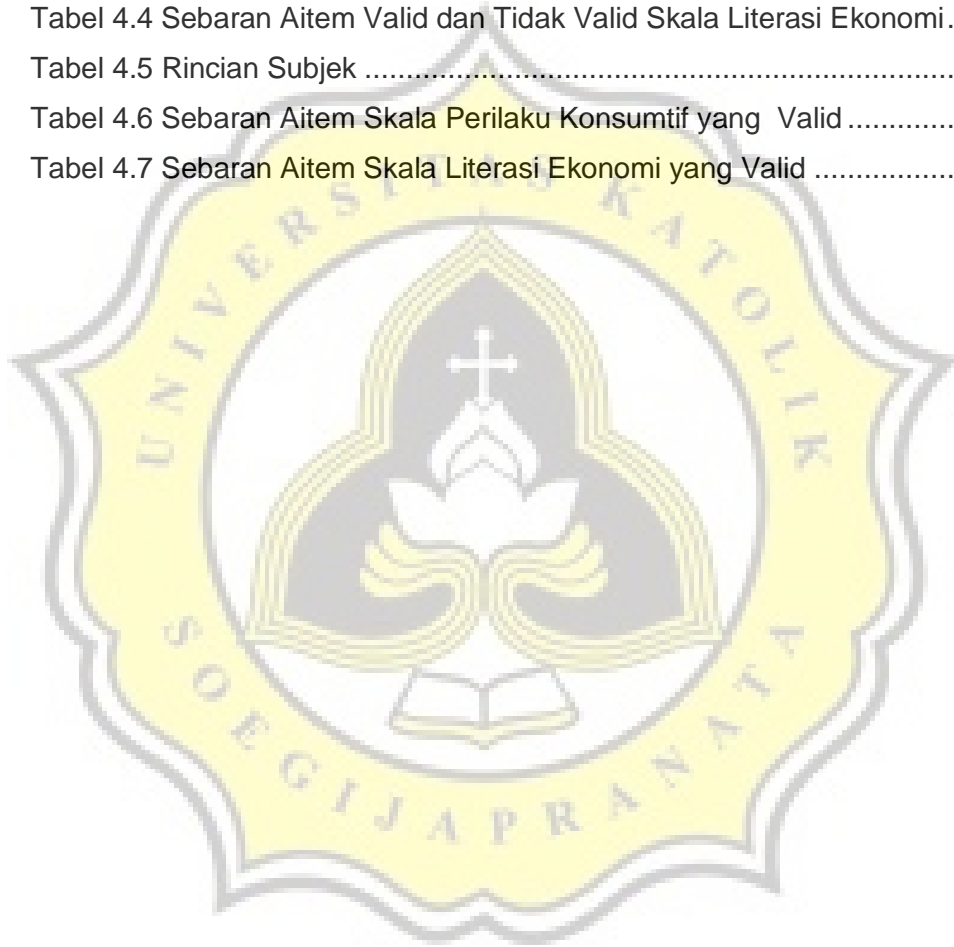 Tabel 4.4 Sebaran Aitem Valid dan Tidak Valid Skala Literasi Ekonomi.
Tabel 4.5 Rincian Subjek ......................................................................
Tabel 4.6 Sebaran Aitem Skala Perilaku Konsumtif yang  Valid .............
Tabel 4.7 Sebaran Aitem Skala Literasi Ekonomi yang Valid .................
UNIVERSITAS KATOLIK
SOEGIJAPRANATA